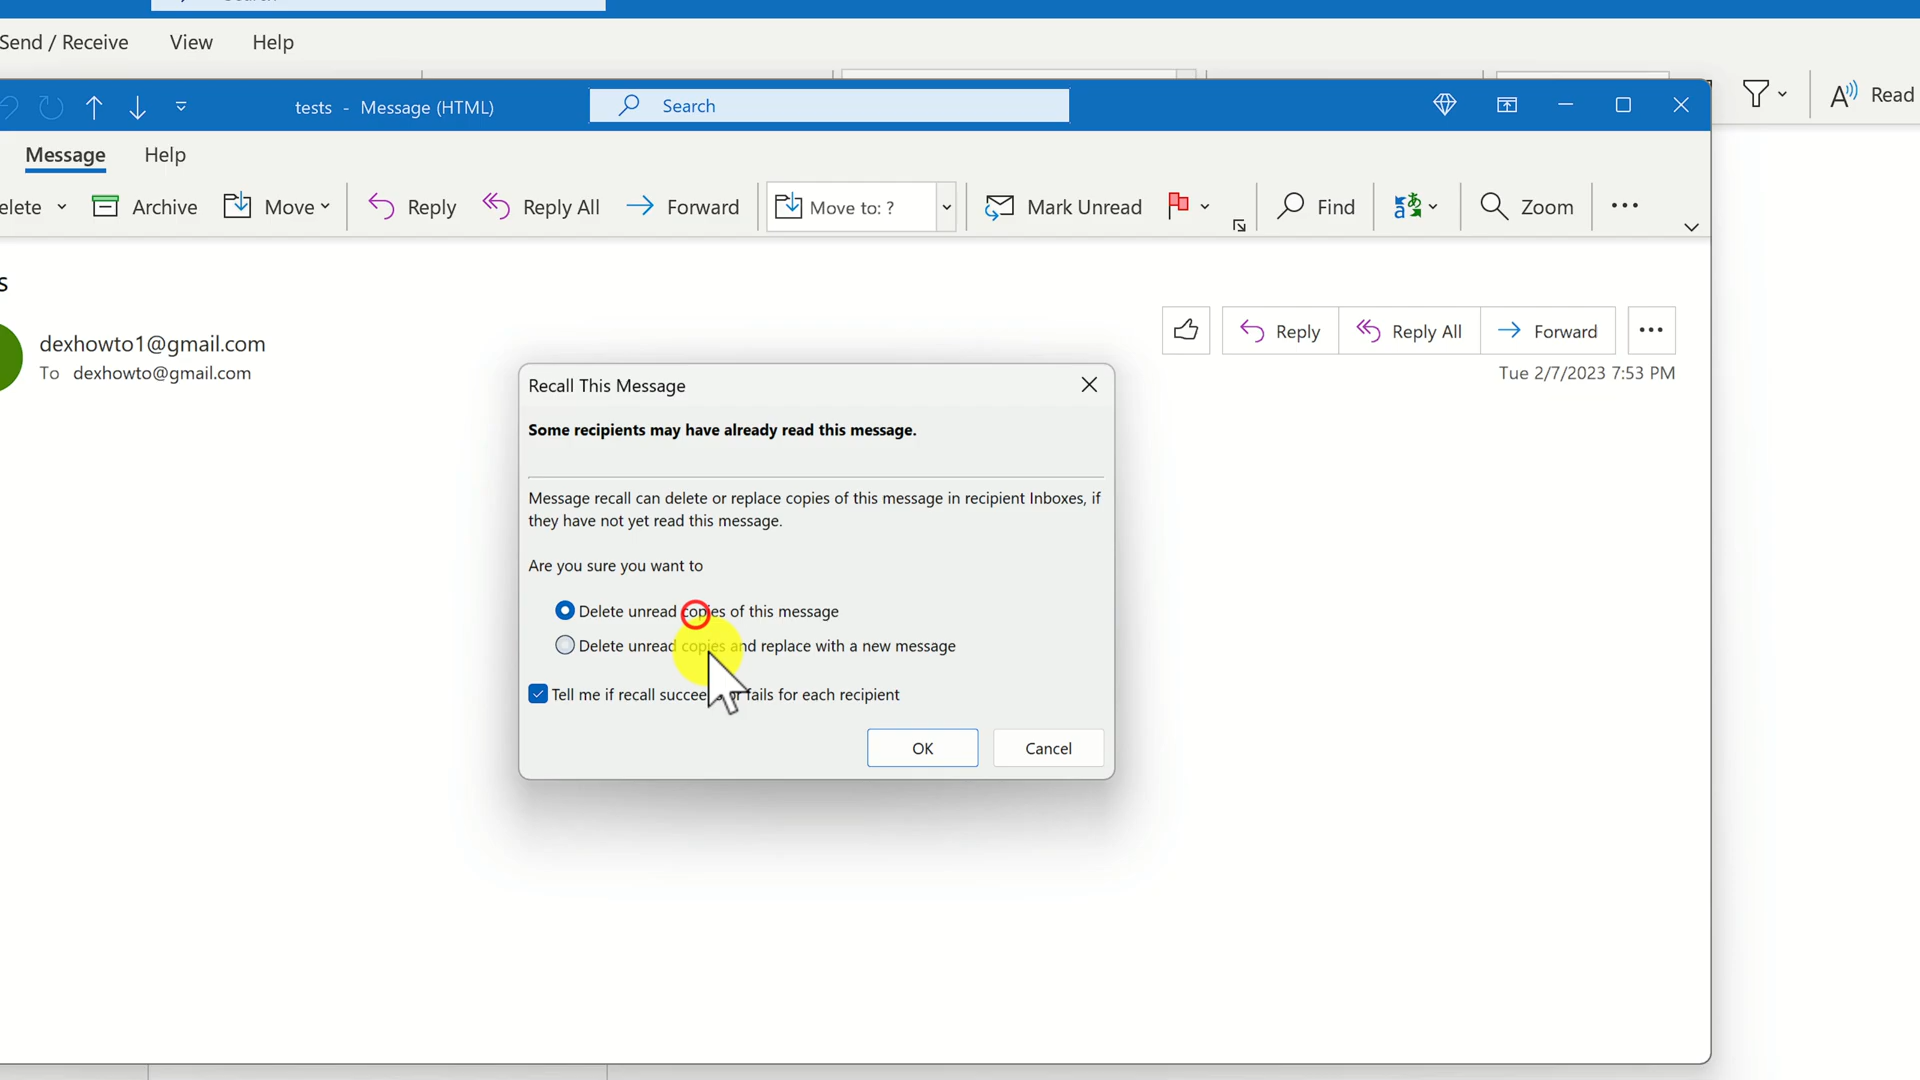 Send / Receive View Help
Read
tests - Message (HTML) Search
Message Help
elete Archive Move Reply Reply All Forward Move to: ? Mark Unread Find Zoom
s
dexhowto1@gmail.com
To dexhowto@gmail.com
Reply Reply All Forward
Tue 2/7/2023 7:53 PM
Recall This Message
Some recipients may have already read this message.
Message recall can delete or replace copies of this message in recipient Inboxes, if
they have not yet read this message.
Are you sure you want to
Delete unread copies of this message
Delete unread copies and replace with a new message
Tell me if recall succeeds or fails for each recipient
OK Cancel